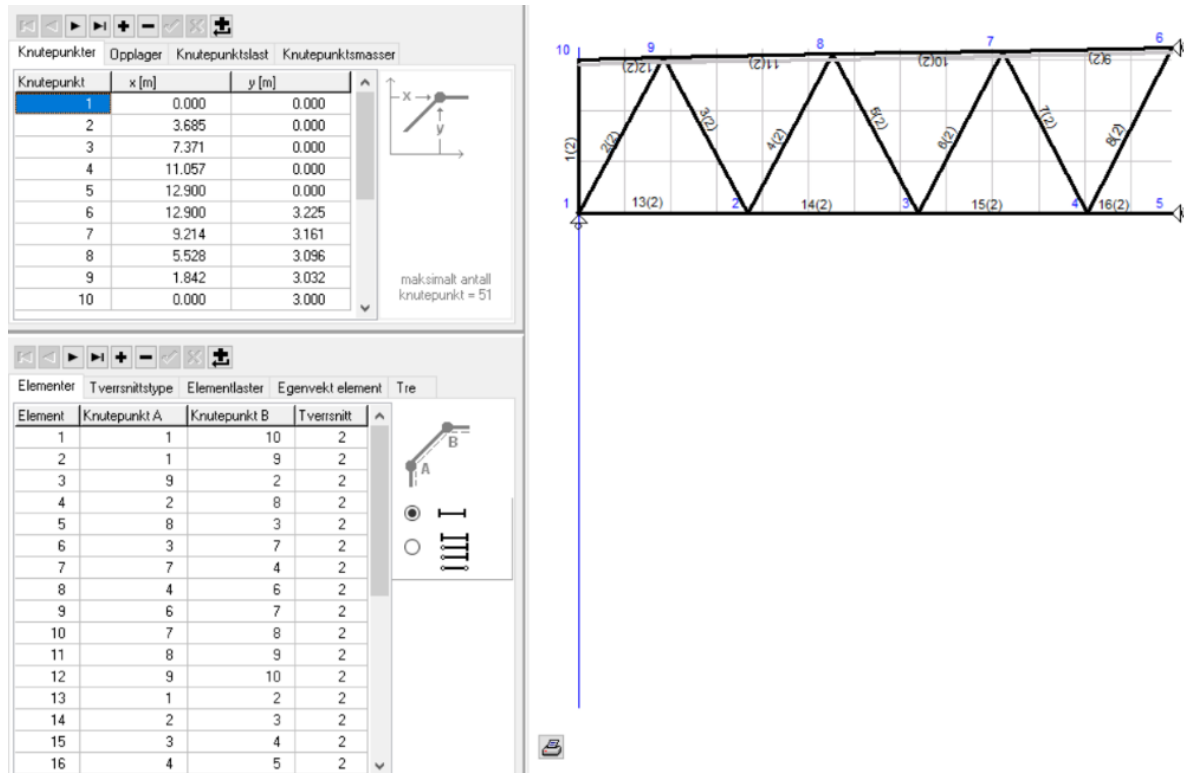 Knutepunkter Opplager Knutepunktslast Knutepunktsmasser
Knutepunkt x [m] y [m]
1 0.000 0.000
2 3.685 0.000
3 7.371 0.000
4 11.057 0.000
5 12.900 0.000
6 12.900 3.225
7 9.214 3.161
8 5.528 3.096
9 1.842 3.032
10 0.000 3.000
x
y
maksimalt antall
knutepunkt = 51
Elementer Tverrsnittstype Elementlaster Egenvekt element Tre
Element Knutepunkt A Knutepunkt B Tverrsnitt
1 1 10 2
2 1 9 2
3 9 2 2
4 2 8 2
5 8 3 2
6 3 7 2
7 7 4 2
8 4 6 2
9 6 7 2
10 7 8 2
11 8 9 2
12 9 10 2
13 1 2 2
14 2 3 2
15 3 4 2
16 4 5 2
A
B
10 9 8 7 6
12(2) 11(2) 10(2) 9(2)
1(2) 2(2) 3(2) 4(2) 5(2) 6(2) 7(2) 8(2)
1 13(2) 2 14(2) 3 15(2) 4 16(2) 5